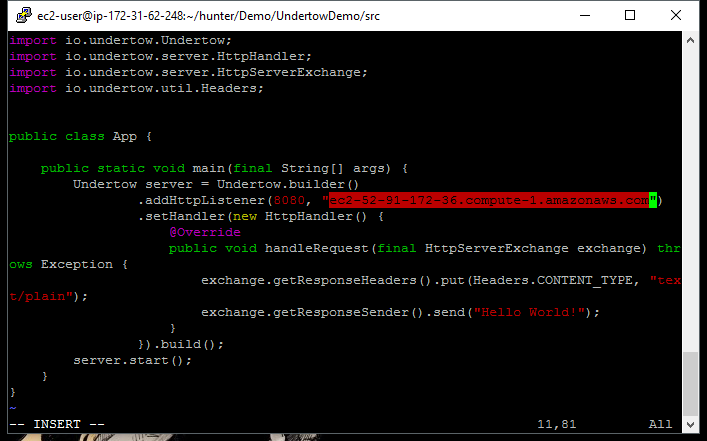 ec2-user@ip-172-31-62-248:~/hunter/Demo/UndertowDemo/src
import io.undertow.Undertow;
import io.undertow.server.HttpHandler;
import io.undertow.server.HttpServerExchange;
import io.undertow.util.Headers;
public class App {
    public static void main(final String[] args) {
        Undertow server = Undertow.builder()
                .addHttpListener(8080, "ec2-52-91-172-36.compute-1.amazonaws.com")
                .setHandler(new HttpHandler() {
                    @Override
                    public void handleRequest(final HttpServerExchange exchange) thr
ows Exception {
                        exchange.getResponseHeaders().put(Headers.CONTENT_TYPE, "tex
t/plain");
                        exchange.getResponseSender().send("Hello World!");
                    }
                }).build();
        server.start();
    }
}
~
-- INSERT -- 11,81 All